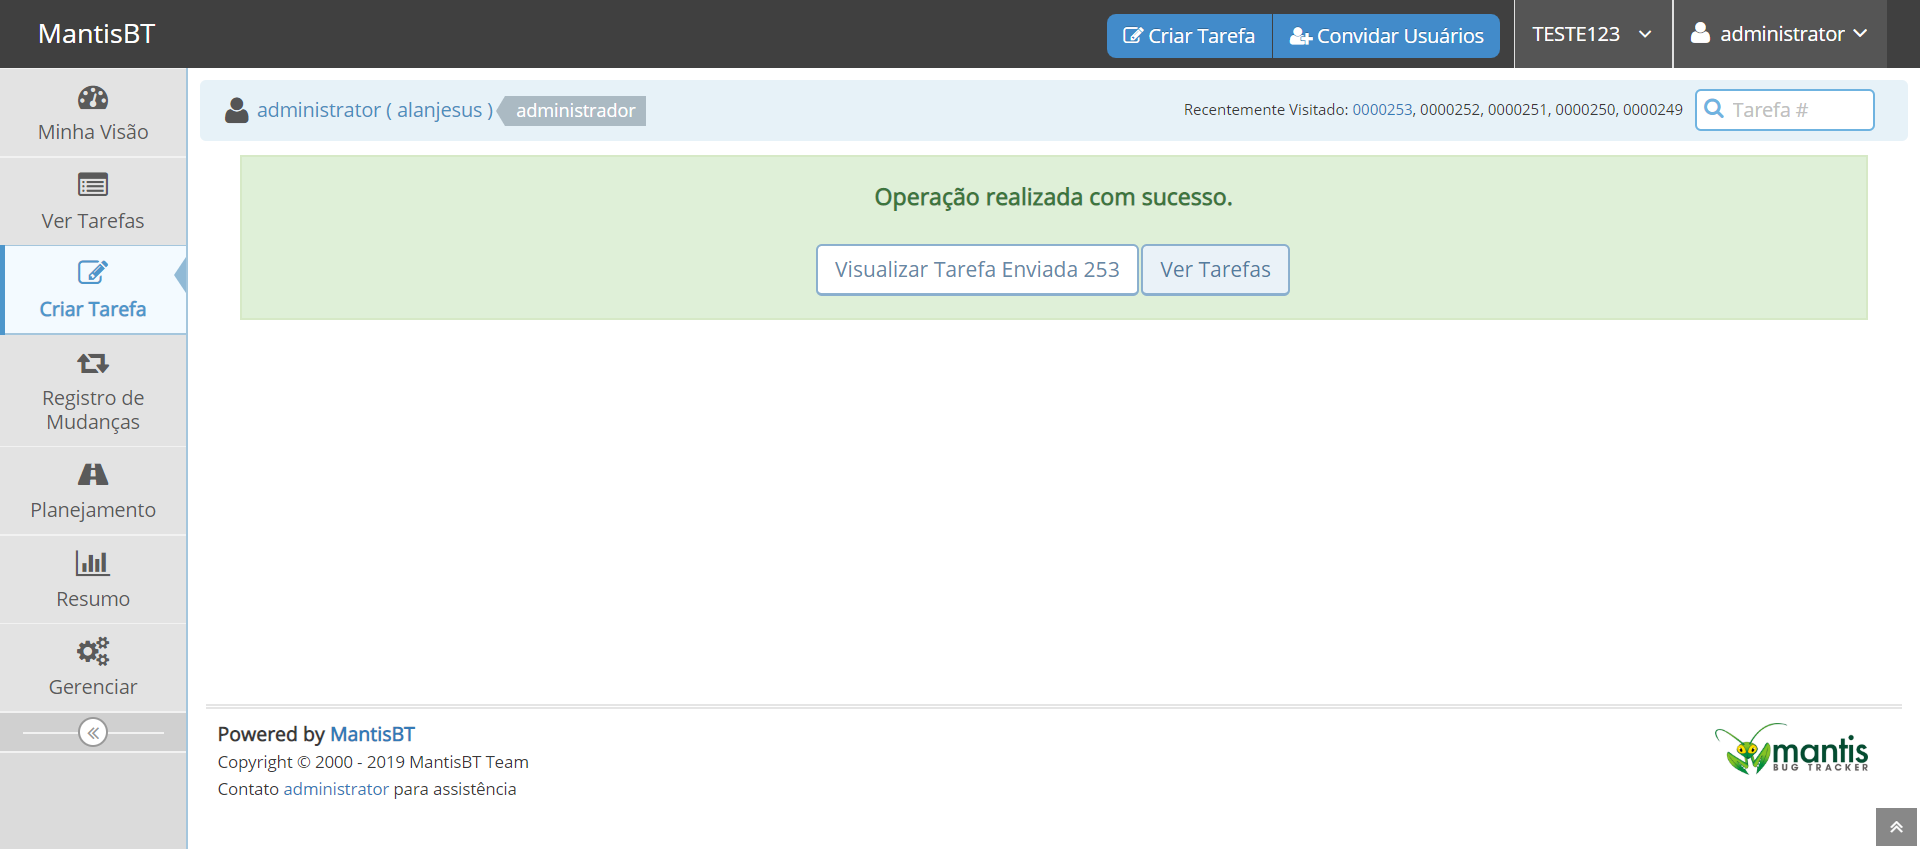 MantisBT
Criar Tarefa
Convidar Usuários
TESTE123
administrator
Minha Visão
Ver Tarefas
Criar Tarefa
Registro de
Mudanças
Planejamento
Resumo
Gerenciar
administrator ( alanjesus )
administrador
Recentemente Visitado: 0000253, 0000252, 0000251, 0000250, 0000249
Tarefa #
Operação realizada com sucesso.
Visualizar Tarefa Enviada 253
Ver Tarefas
Powered by MantisBT
Copyright © 2000 - 2019 MantisBT Team
Contato administrator para assistência
mantis
BUG TRACKER